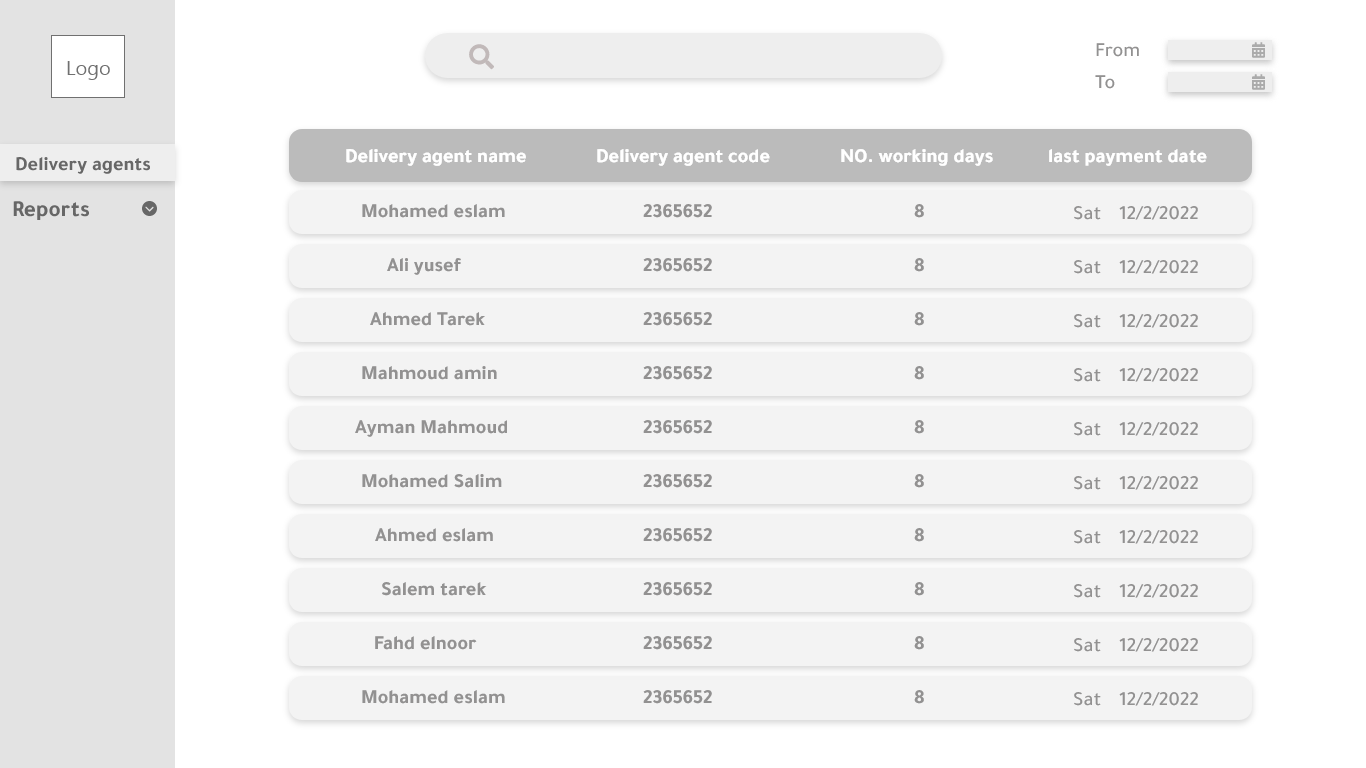 Logo
Delivery agents
Reports
From
To
Delivery agent name Delivery agent code NO. working days last payment date
Mohamed eslam 2365652 8 Sat 12/2/2022
Ali yusef 2365652 8 Sat 12/2/2022
Ahmed Tarek 2365652 8 Sat 12/2/2022
Mahmoud amin 2365652 8 Sat 12/2/2022
Ayman Mahmoud 2365652 8 Sat 12/2/2022
Mohamed Salim 2365652 8 Sat 12/2/2022
Ahmed eslam 2365652 8 Sat 12/2/2022
Salem tarek 2365652 8 Sat 12/2/2022
Fahd elnoor 2365652 8 Sat 12/2/2022
Mohamed eslam 2365652 8 Sat 12/2/2022